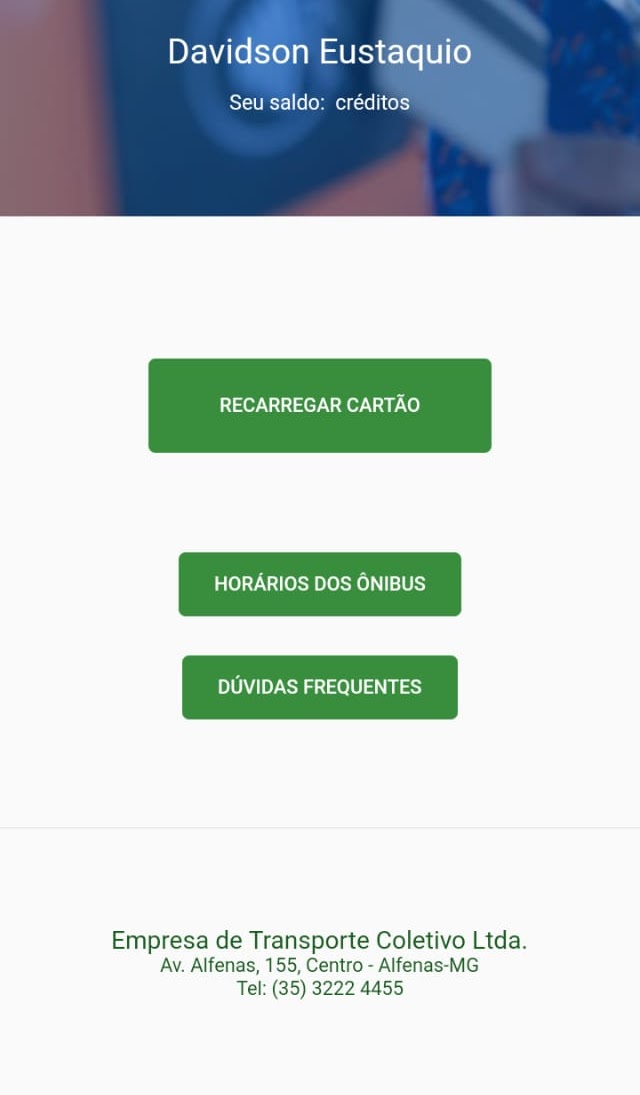 Davidson Eustaquio
Seu saldo:  créditos
RECARREGAR CARTÃO
HORÁRIOS DOS ÔNIBUS
DÚVIDAS FREQUENTES
Empresa de Transporte Coletivo Ltda.
Av. Alfenas, 155, Centro - Alfenas-MG
Tel: (35) 3222 4455